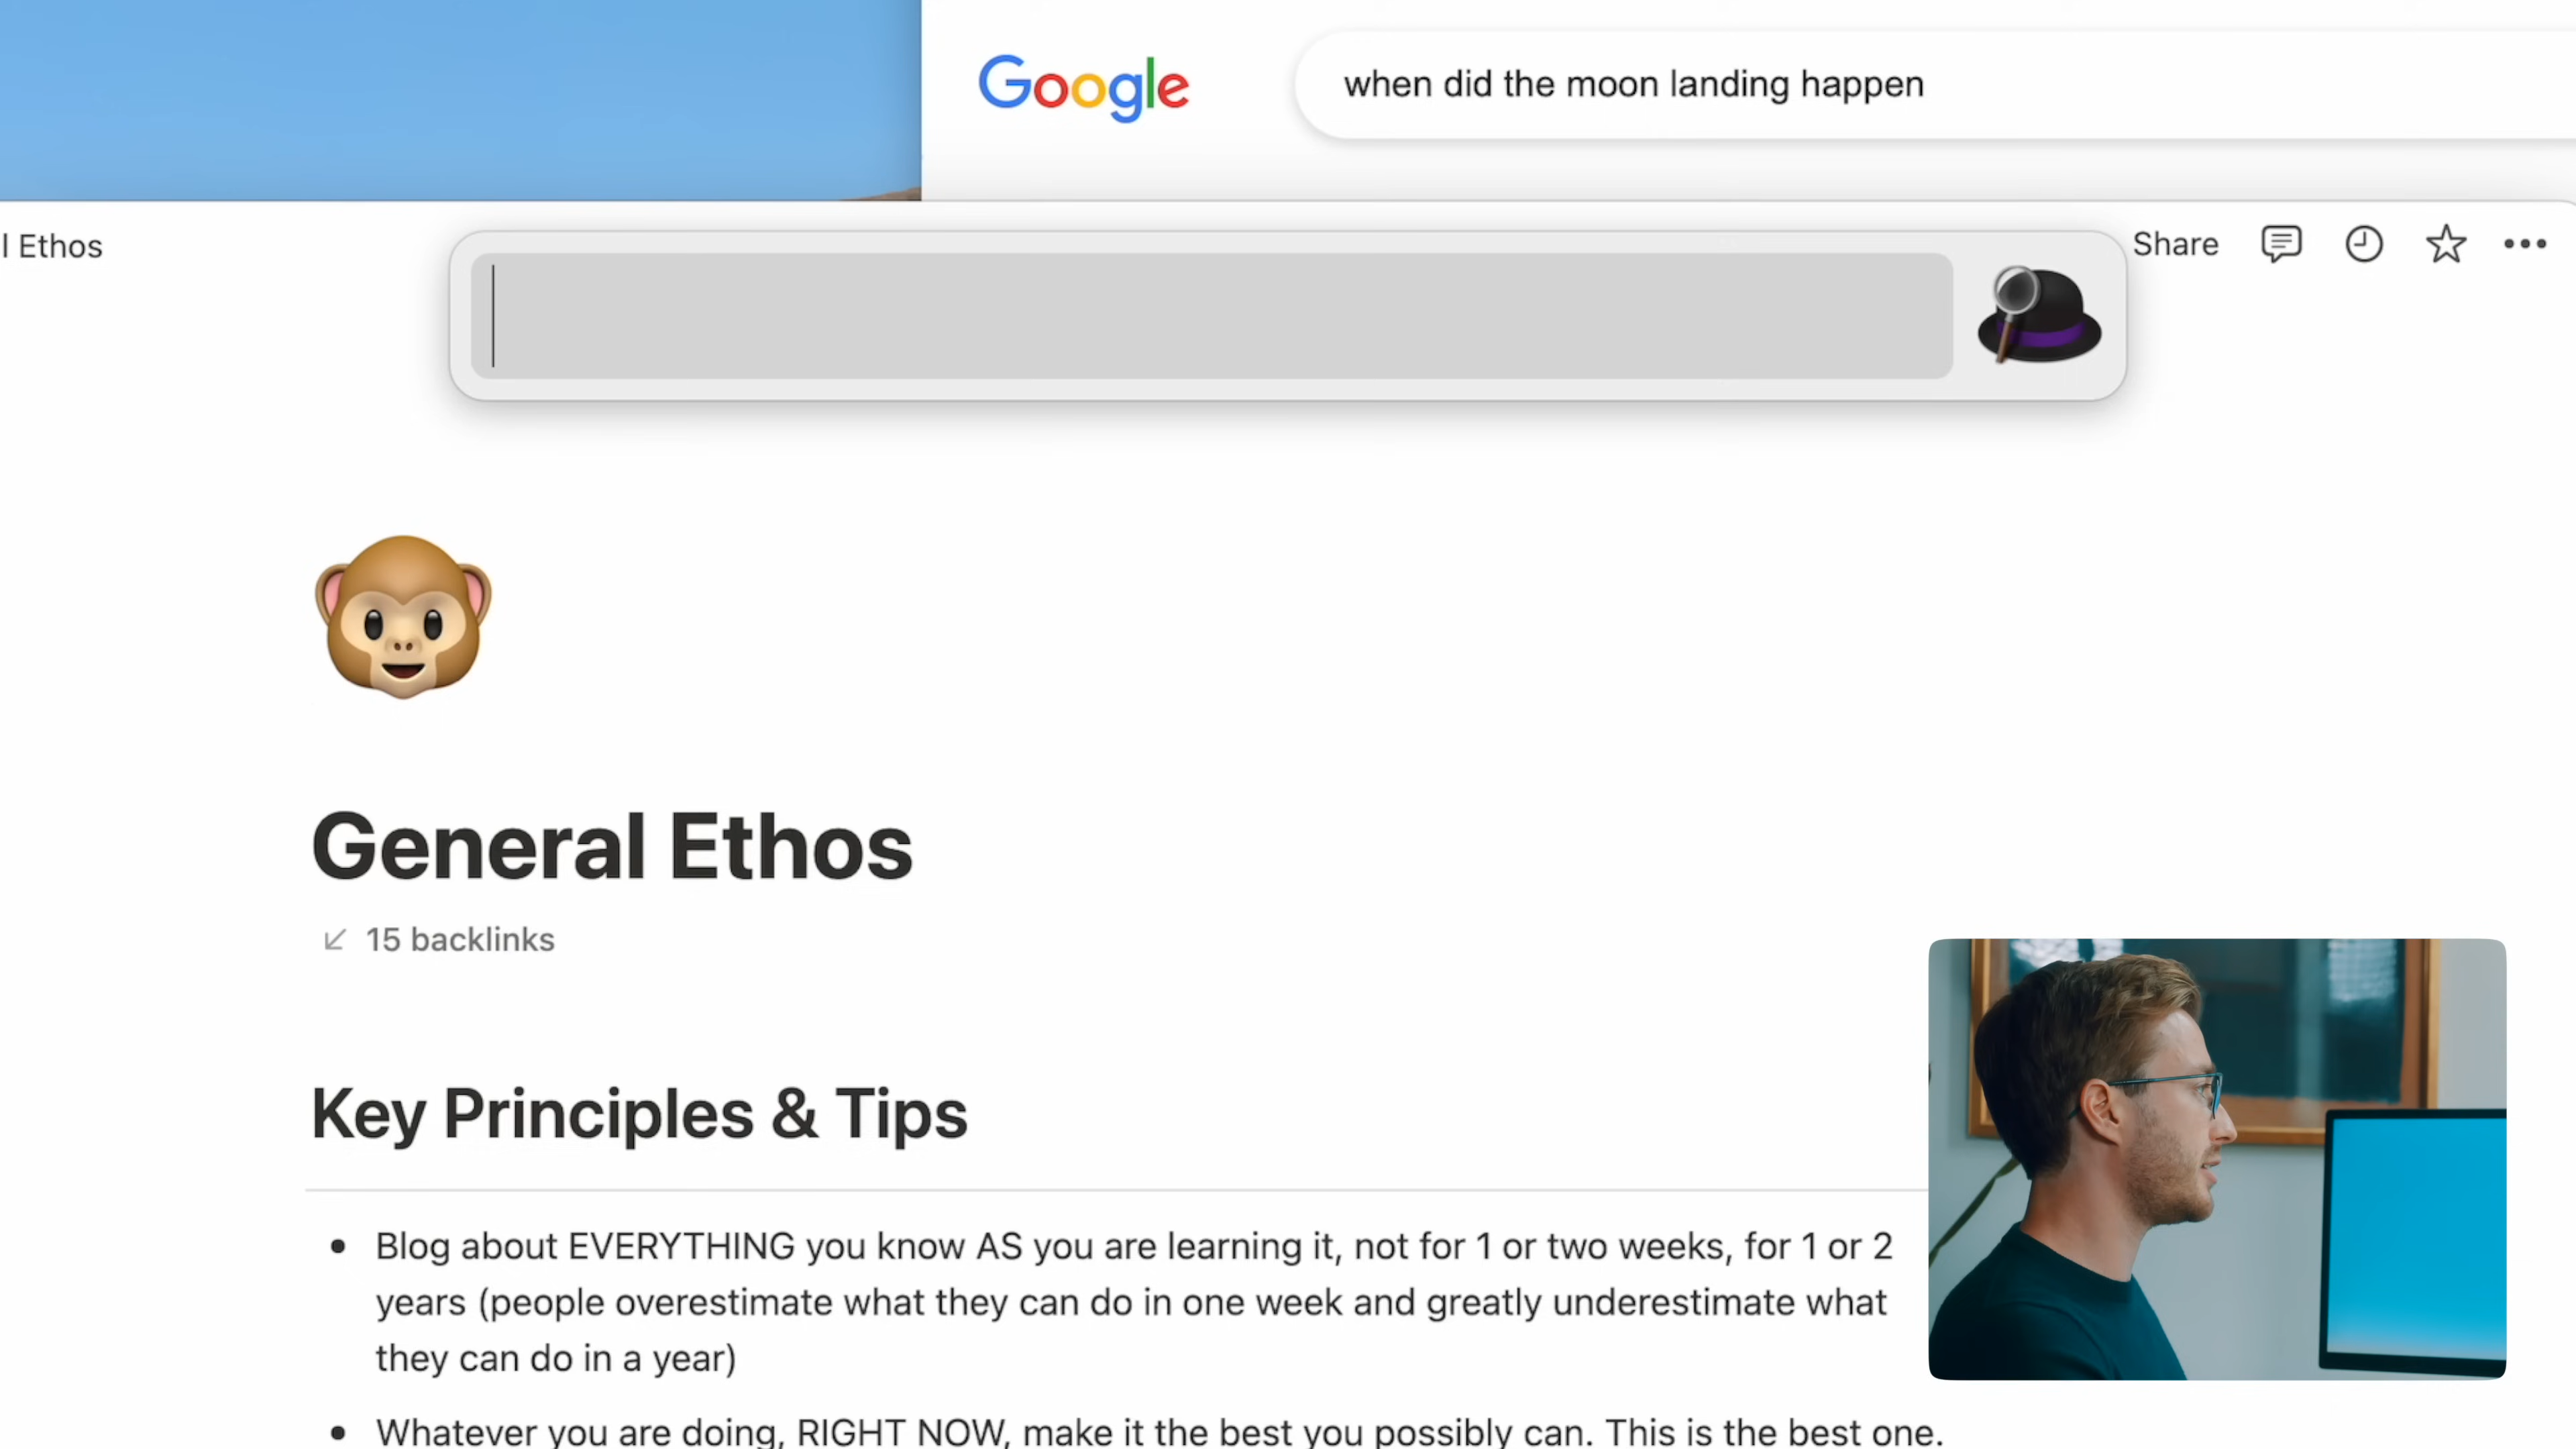 Google
when did the moon landing happen
l Ethos
Share
General Ethos
15 backlinks
Key Principles & Tips
Blog about EVERYTHING you know AS you are learning it, not for 1 or two weeks, for 1 or 2
years (people overestimate what they can do in one week and greatly underestimate what
they can do in a year)
Whatever you are doing, RIGHT NOW, make it the best you possibly can. This is the best one.